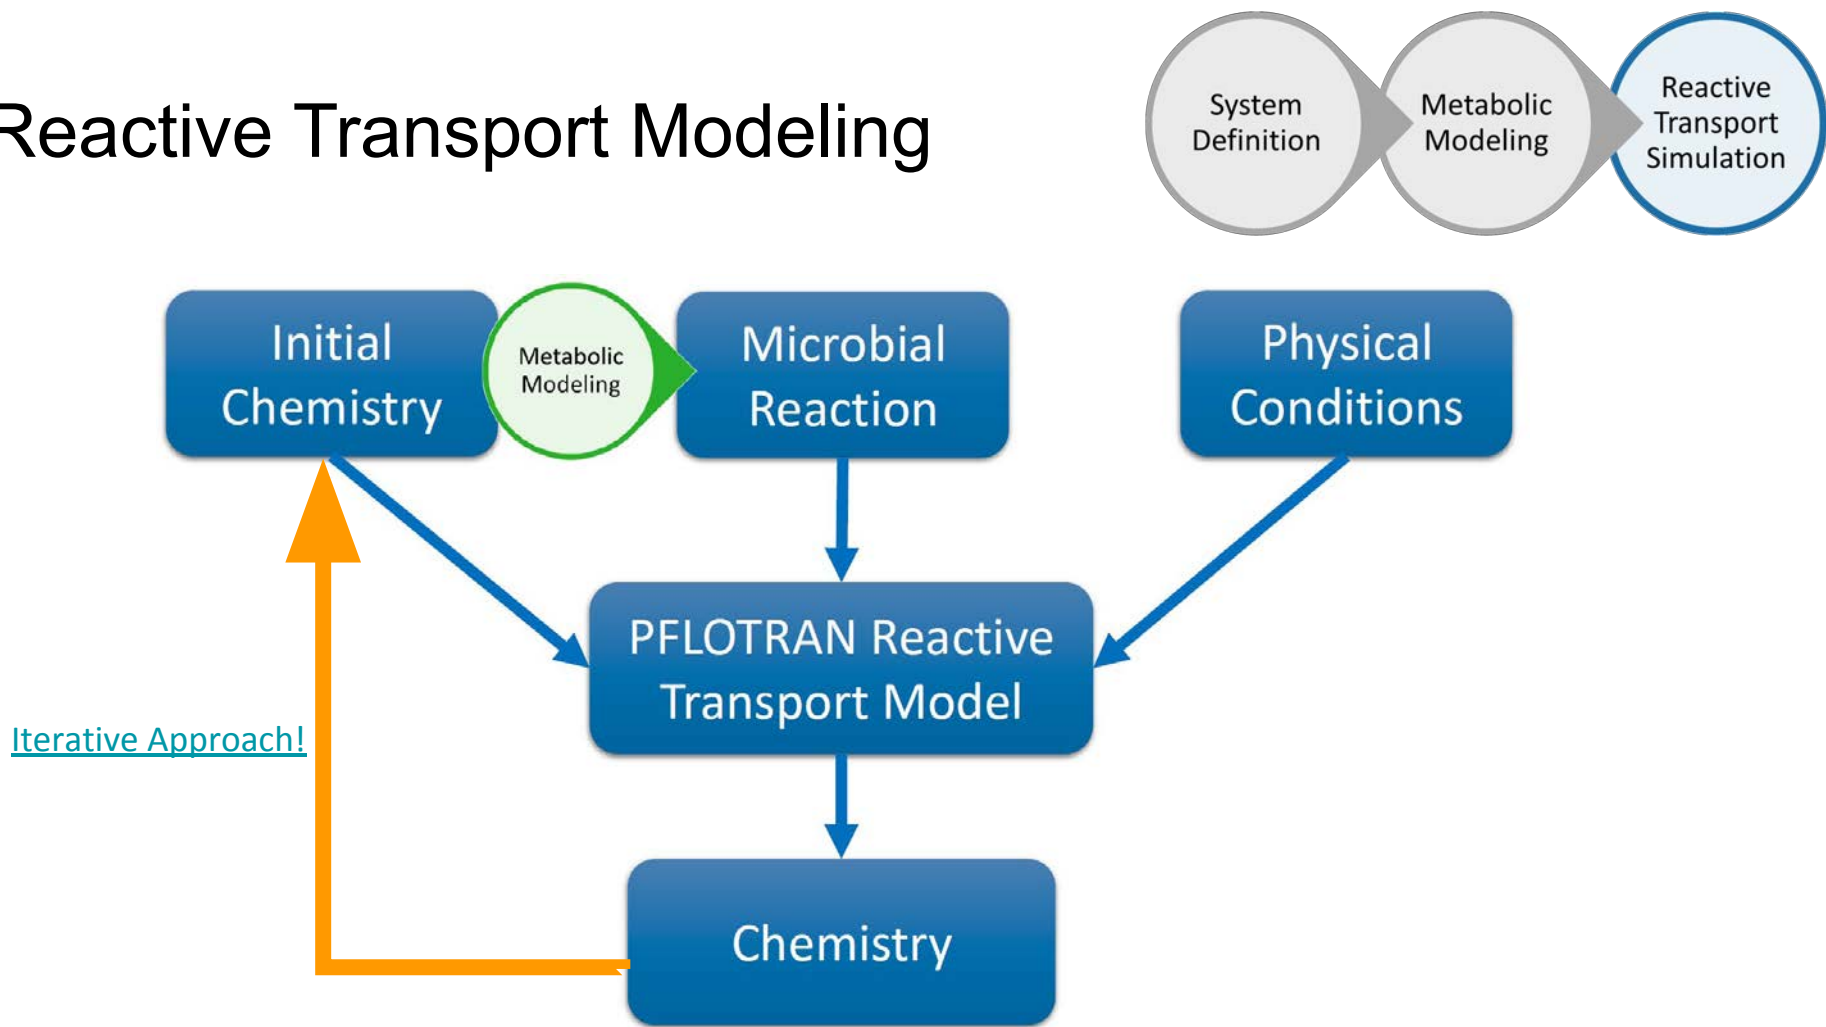 Reactive Transport Modeling
System
Definition
Metabolic
Modeling
Reactive
Transport
Simulation
Initial
Chemistry
Metabolic
Modeling
Microbial
Reaction
Physical
Conditions
PFLOTRAN Reactive
Transport Model
Iterative Approach!
Chemistry